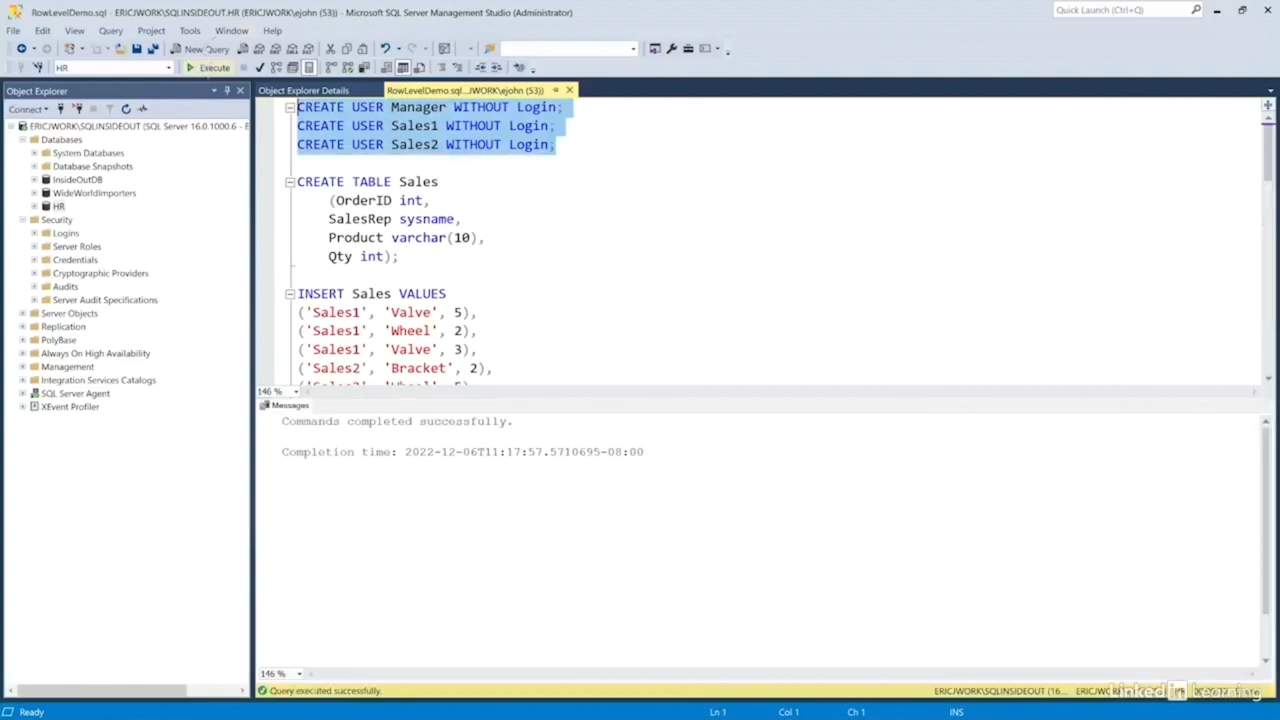 RowLevelDemo.sql - ERICJWORK\SQLINSIDEOUT.HR (ERICJWORK\ejohn (53)) - Microsoft SQL Server Management Studio (Administrator)
Quick Launch (Ctrl+Q)
File Edit View Query Project Tools Window Help
New Query
HR
Execute
Object Explorer
Object Explorer Details
RowLevelDemo.sql...JWORK\ejohn (53))
Connect
ERICJWORK\SQLINSIDEOUT (SQL Server 16.0.1000.6 - E
Databases
System Databases
Database Snapshots
InsideOutDB
WideWorldImporters
HR
Security
Logins
Server Roles
Credentials
Cryptographic Providers
Audits
Server Audit Specifications
Server Objects
Replication
PolyBase
Always On High Availability
Management
Integration Services Catalogs
SQL Server Agent
XEvent Profiler
CREATE USER Manager WITHOUT Login;
CREATE USER Sales1 WITHOUT Login;
CREATE USER Sales2 WITHOUT Login;
CREATE TABLE Sales
(OrderID int,
SalesRep sysname,
Product varchar(10),
Qty int);
INSERT Sales VALUES
('Sales1', 'Valve', 5),
('Sales1', 'Wheel', 2),
('Sales1', 'Valve', 3),
('Sales2', 'Bracket', 2),
146 %
Messages
Commands completed successfully.
Completion time: 2022-12-06T11:17:57.5710695-08:00
146 %
Query executed successfully.
ERICJWORK\SQLINSIDEOUT (16...
LinkedIn Learning
Ready
Ln 1
Col 1
Ch 1
INS